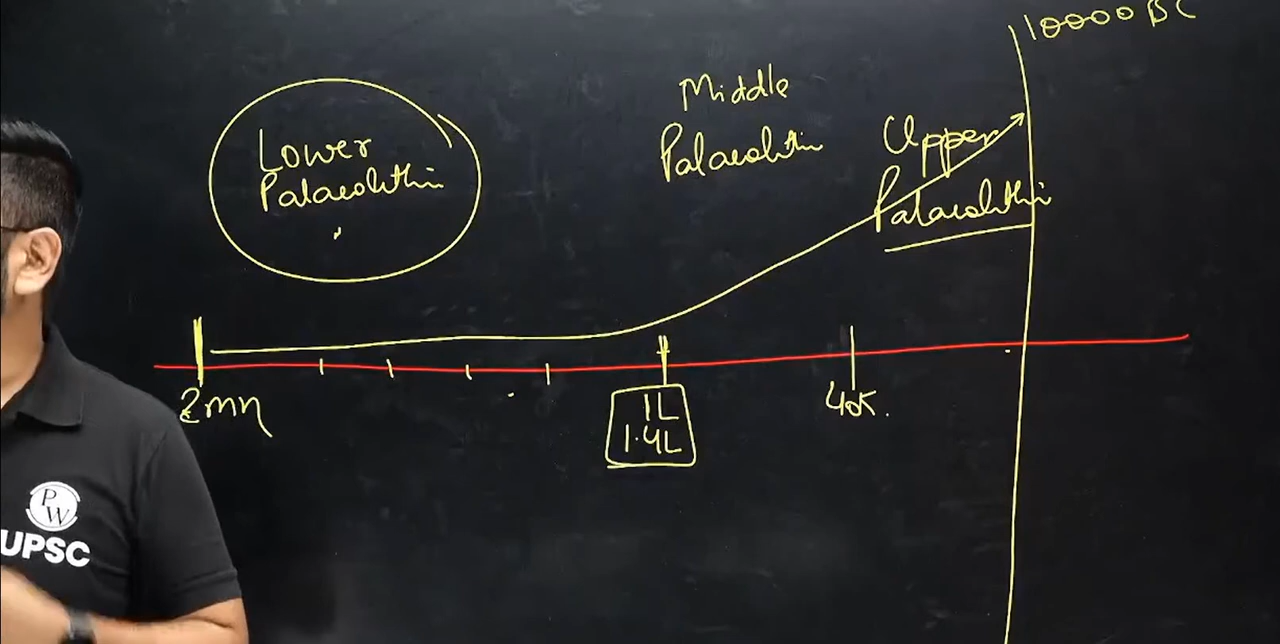 10000 BC
Lower
Palaeolithi
Middle
Palaeolithi
Upper
Palaeolithi
2mn
1L
1.4L
40K.
PW
UPSC